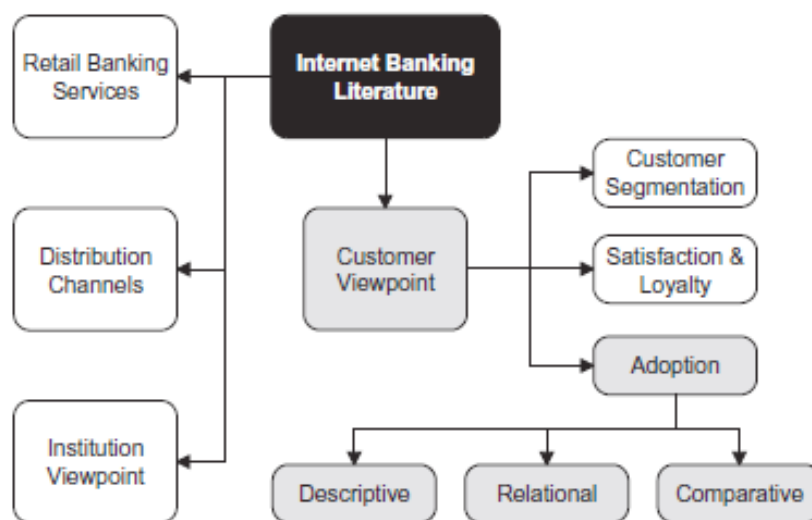 Retail Banking
Services
Internet Banking
Literature
Customer
Segmentation
Distribution
Channels
Customer
Viewpoint
Satisfaction &
Loyalty
Adoption
Institution
Viewpoint
Descriptive
Relational
Comparative